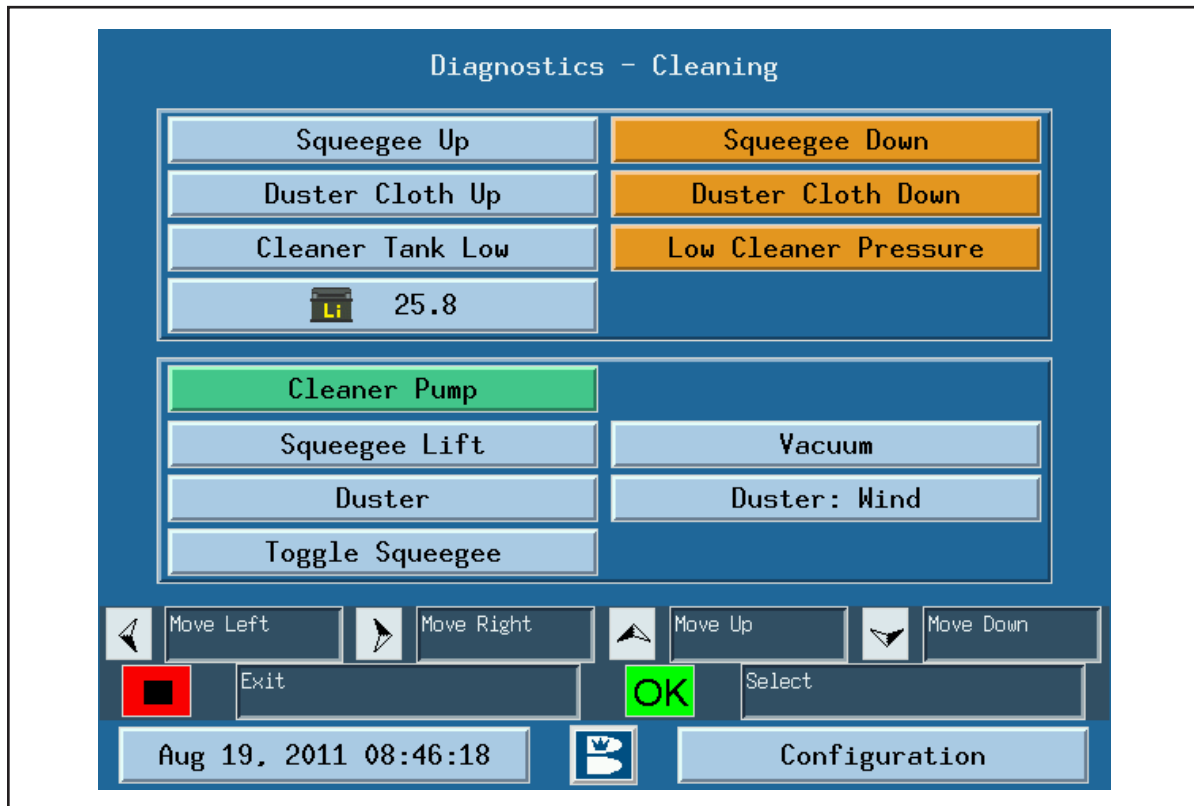 Diagnostics - Cleaning
Squeegee Up
Squeegee Down
Duster Cloth Up
Duster Cloth Down
Cleaner Tank Low
Low Cleaner Pressure
Li 25.8
Cleaner Pump
Squeegee Lift
Vacuum
Duster
Duster: Wind
Toggle Squeegee
Move Left
Move Right
Move Up
Move Down
Exit
OK
Select
Aug 19, 2011 08:46:18
Configuration